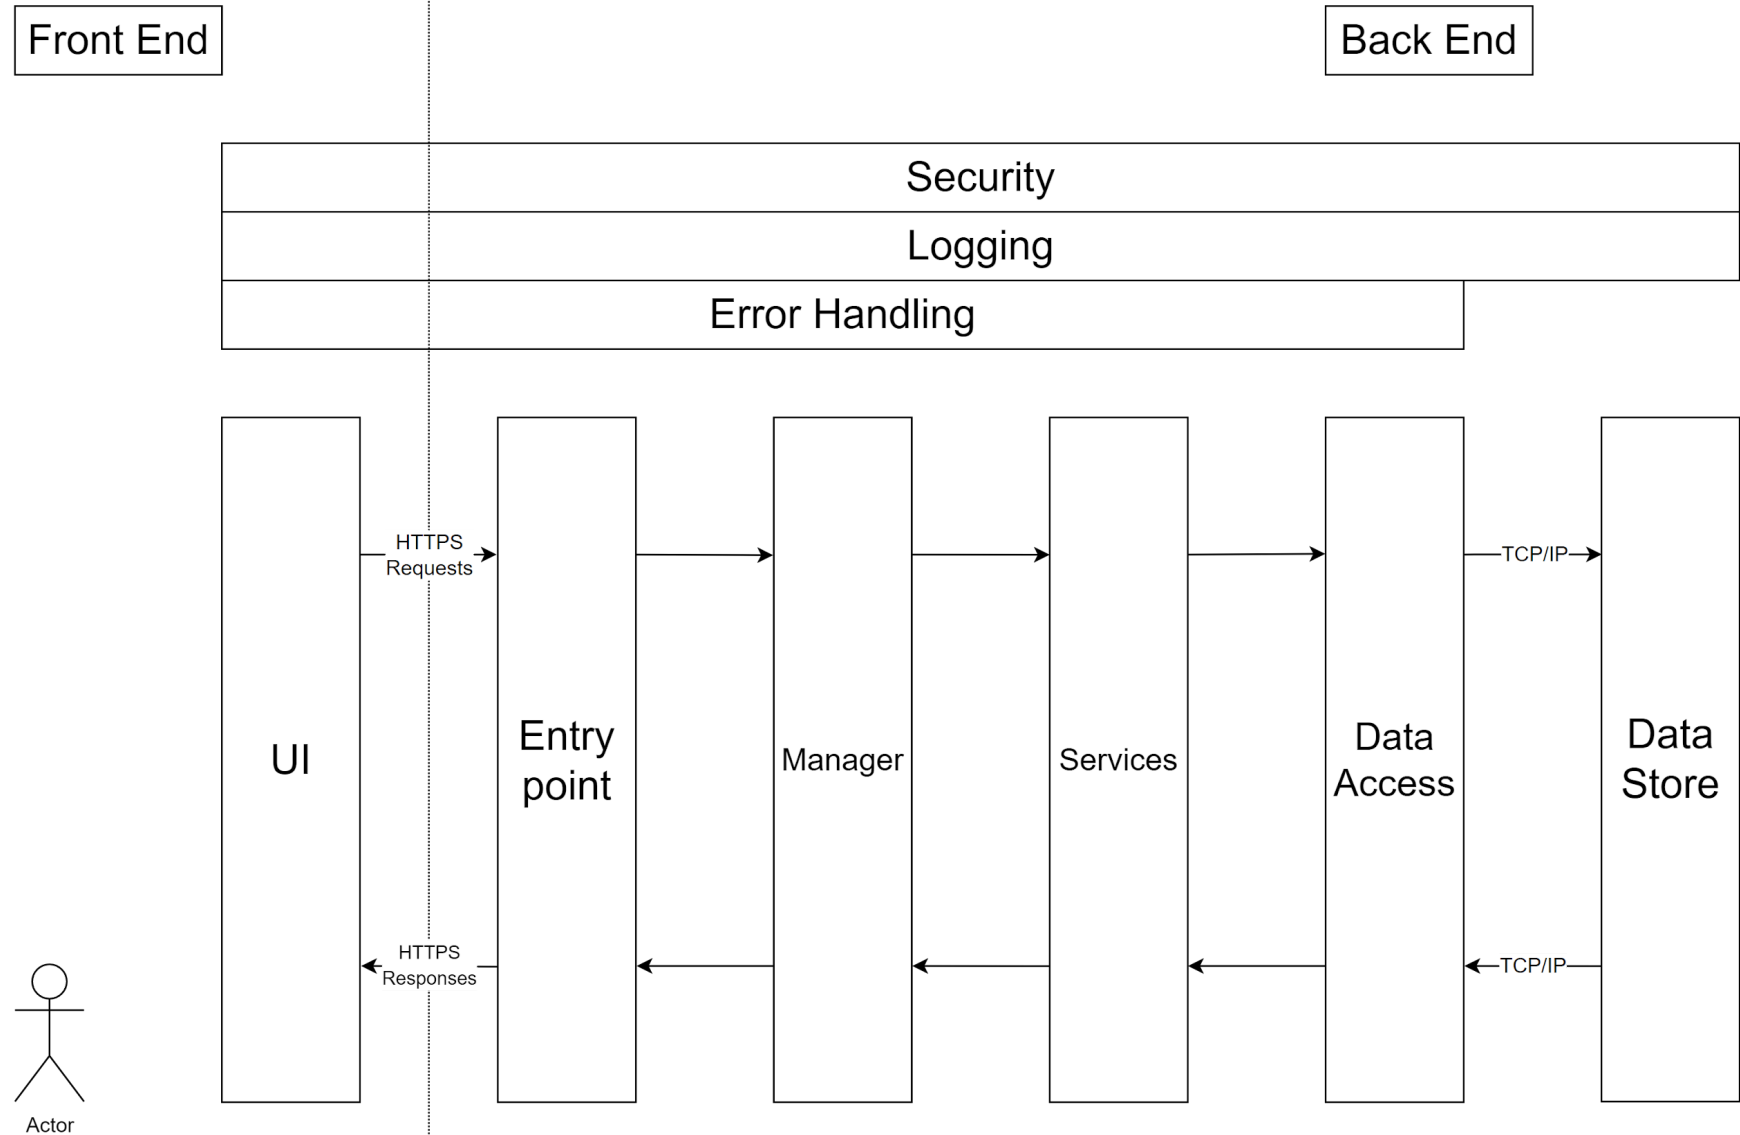 Front End
Back End
Security
Logging
Error Handling
HTTPS
Requests
TCP/IP
UI
Entry
point
Manager
Services
Data
Access
Data
Store
HTTPS
Responses
TCP/IP
Actor